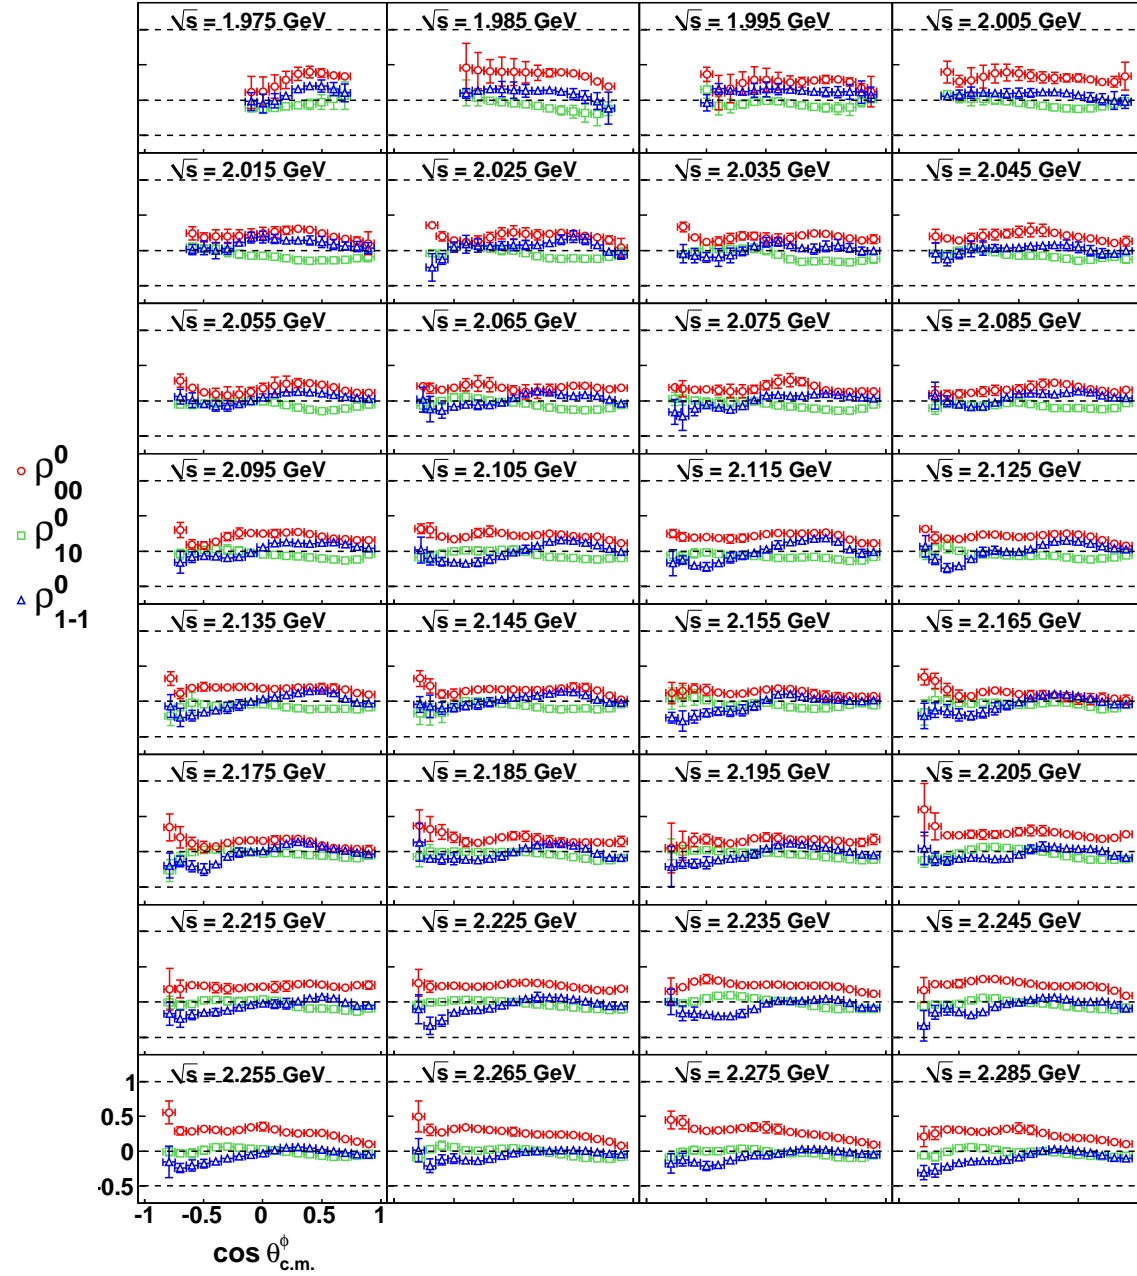 √s = 1.975 GeV √s = 1.985 GeV √s = 1.995 GeV √s = 2.005 GeV
√s = 2.015 GeV √s = 2.025 GeV √s = 2.035 GeV √s = 2.045 GeV
√s = 2.055 GeV √s = 2.065 GeV √s = 2.075 GeV √s = 2.085 GeV
ρ⁰₀₀
√s = 2.095 GeV √s = 2.105 GeV √s = 2.115 GeV √s = 2.125 GeV
ρ⁰₁₀
ρ⁰₁₋₁
√s = 2.135 GeV √s = 2.145 GeV √s = 2.155 GeV √s = 2.165 GeV
√s = 2.175 GeV √s = 2.185 GeV √s = 2.195 GeV √s = 2.205 GeV
√s = 2.215 GeV √s = 2.225 GeV √s = 2.235 GeV √s = 2.245 GeV
√s = 2.255 GeV √s = 2.265 GeV √s = 2.275 GeV √s = 2.285 GeV
1
0.5
0
-0.5
-1 -0.5 0 0.5 1
cos θ^ϕ_c.m.